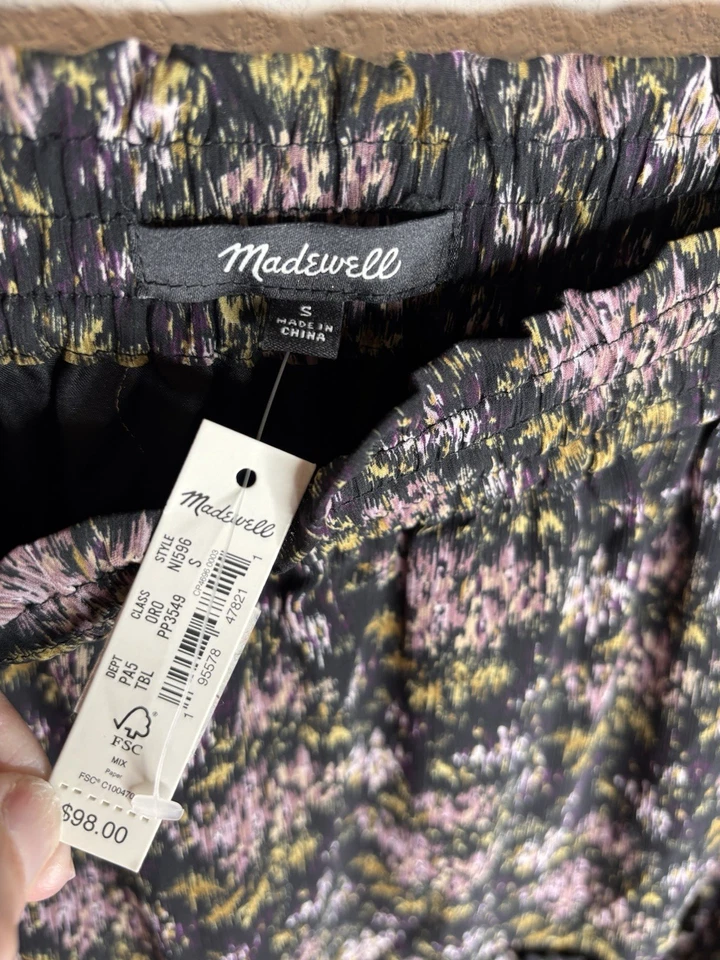 Madewell
S
MADE IN
CHINA
Madewell
STYLE
NI596
S
CLASS
ORO
PP3549
DEPT
PA5
TBL
1 95578 47821 1
FSC®
MIX
Paper
FSC® C100470
$98.00